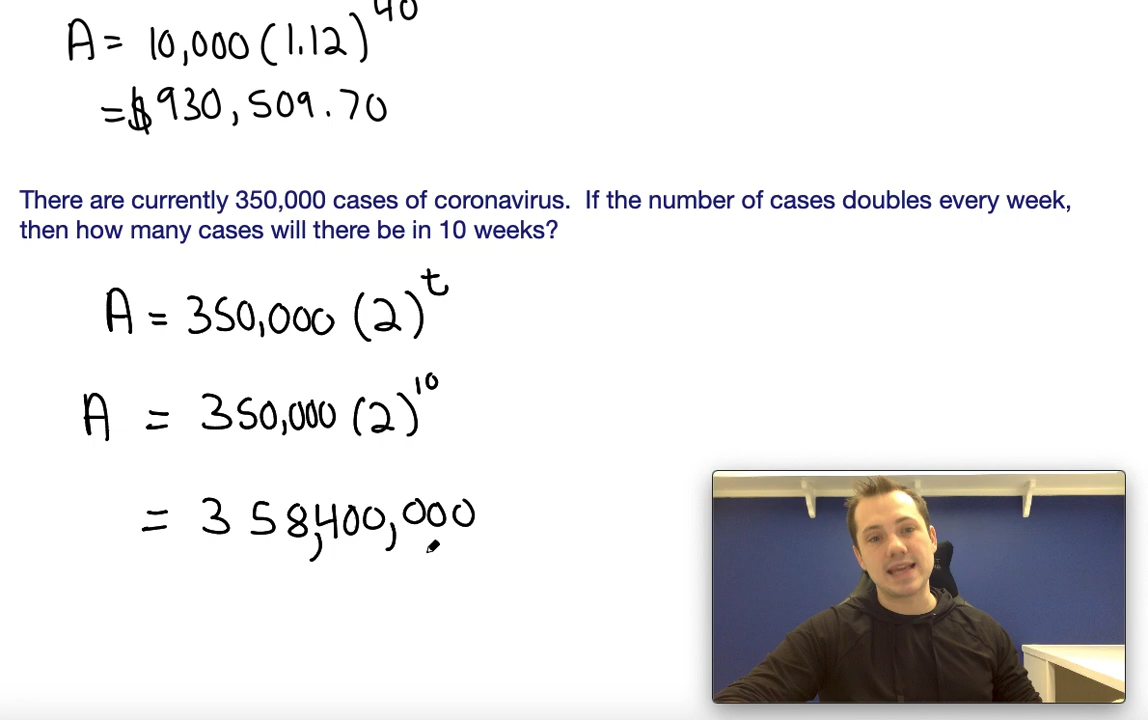 A = 10,000 (1.12)^40
= $930,509.70
There are currently 350,000 cases of coronavirus. If the number of cases doubles every week,
then how many cases will there be in 10 weeks?
A = 350,000 (2)^t
A = 350,000 (2)^10
= 358,400,000